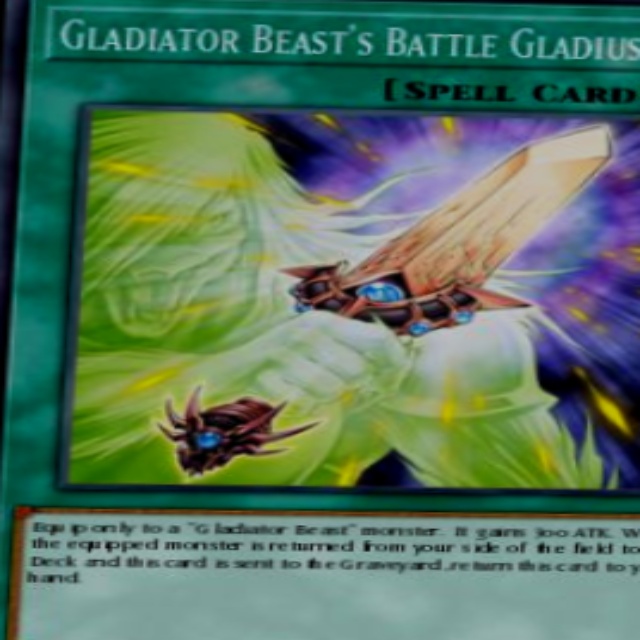 GLADIATOR BEAST'S BATTLE GLADIUS
[SPELL CARD
Equip only to a "Gladiator Beast" monster. It gains 300 ATK. W
the equipped monster is returned from your side of the field to
Deck and this card is sent to the Graveyard, return this card to y
hand.